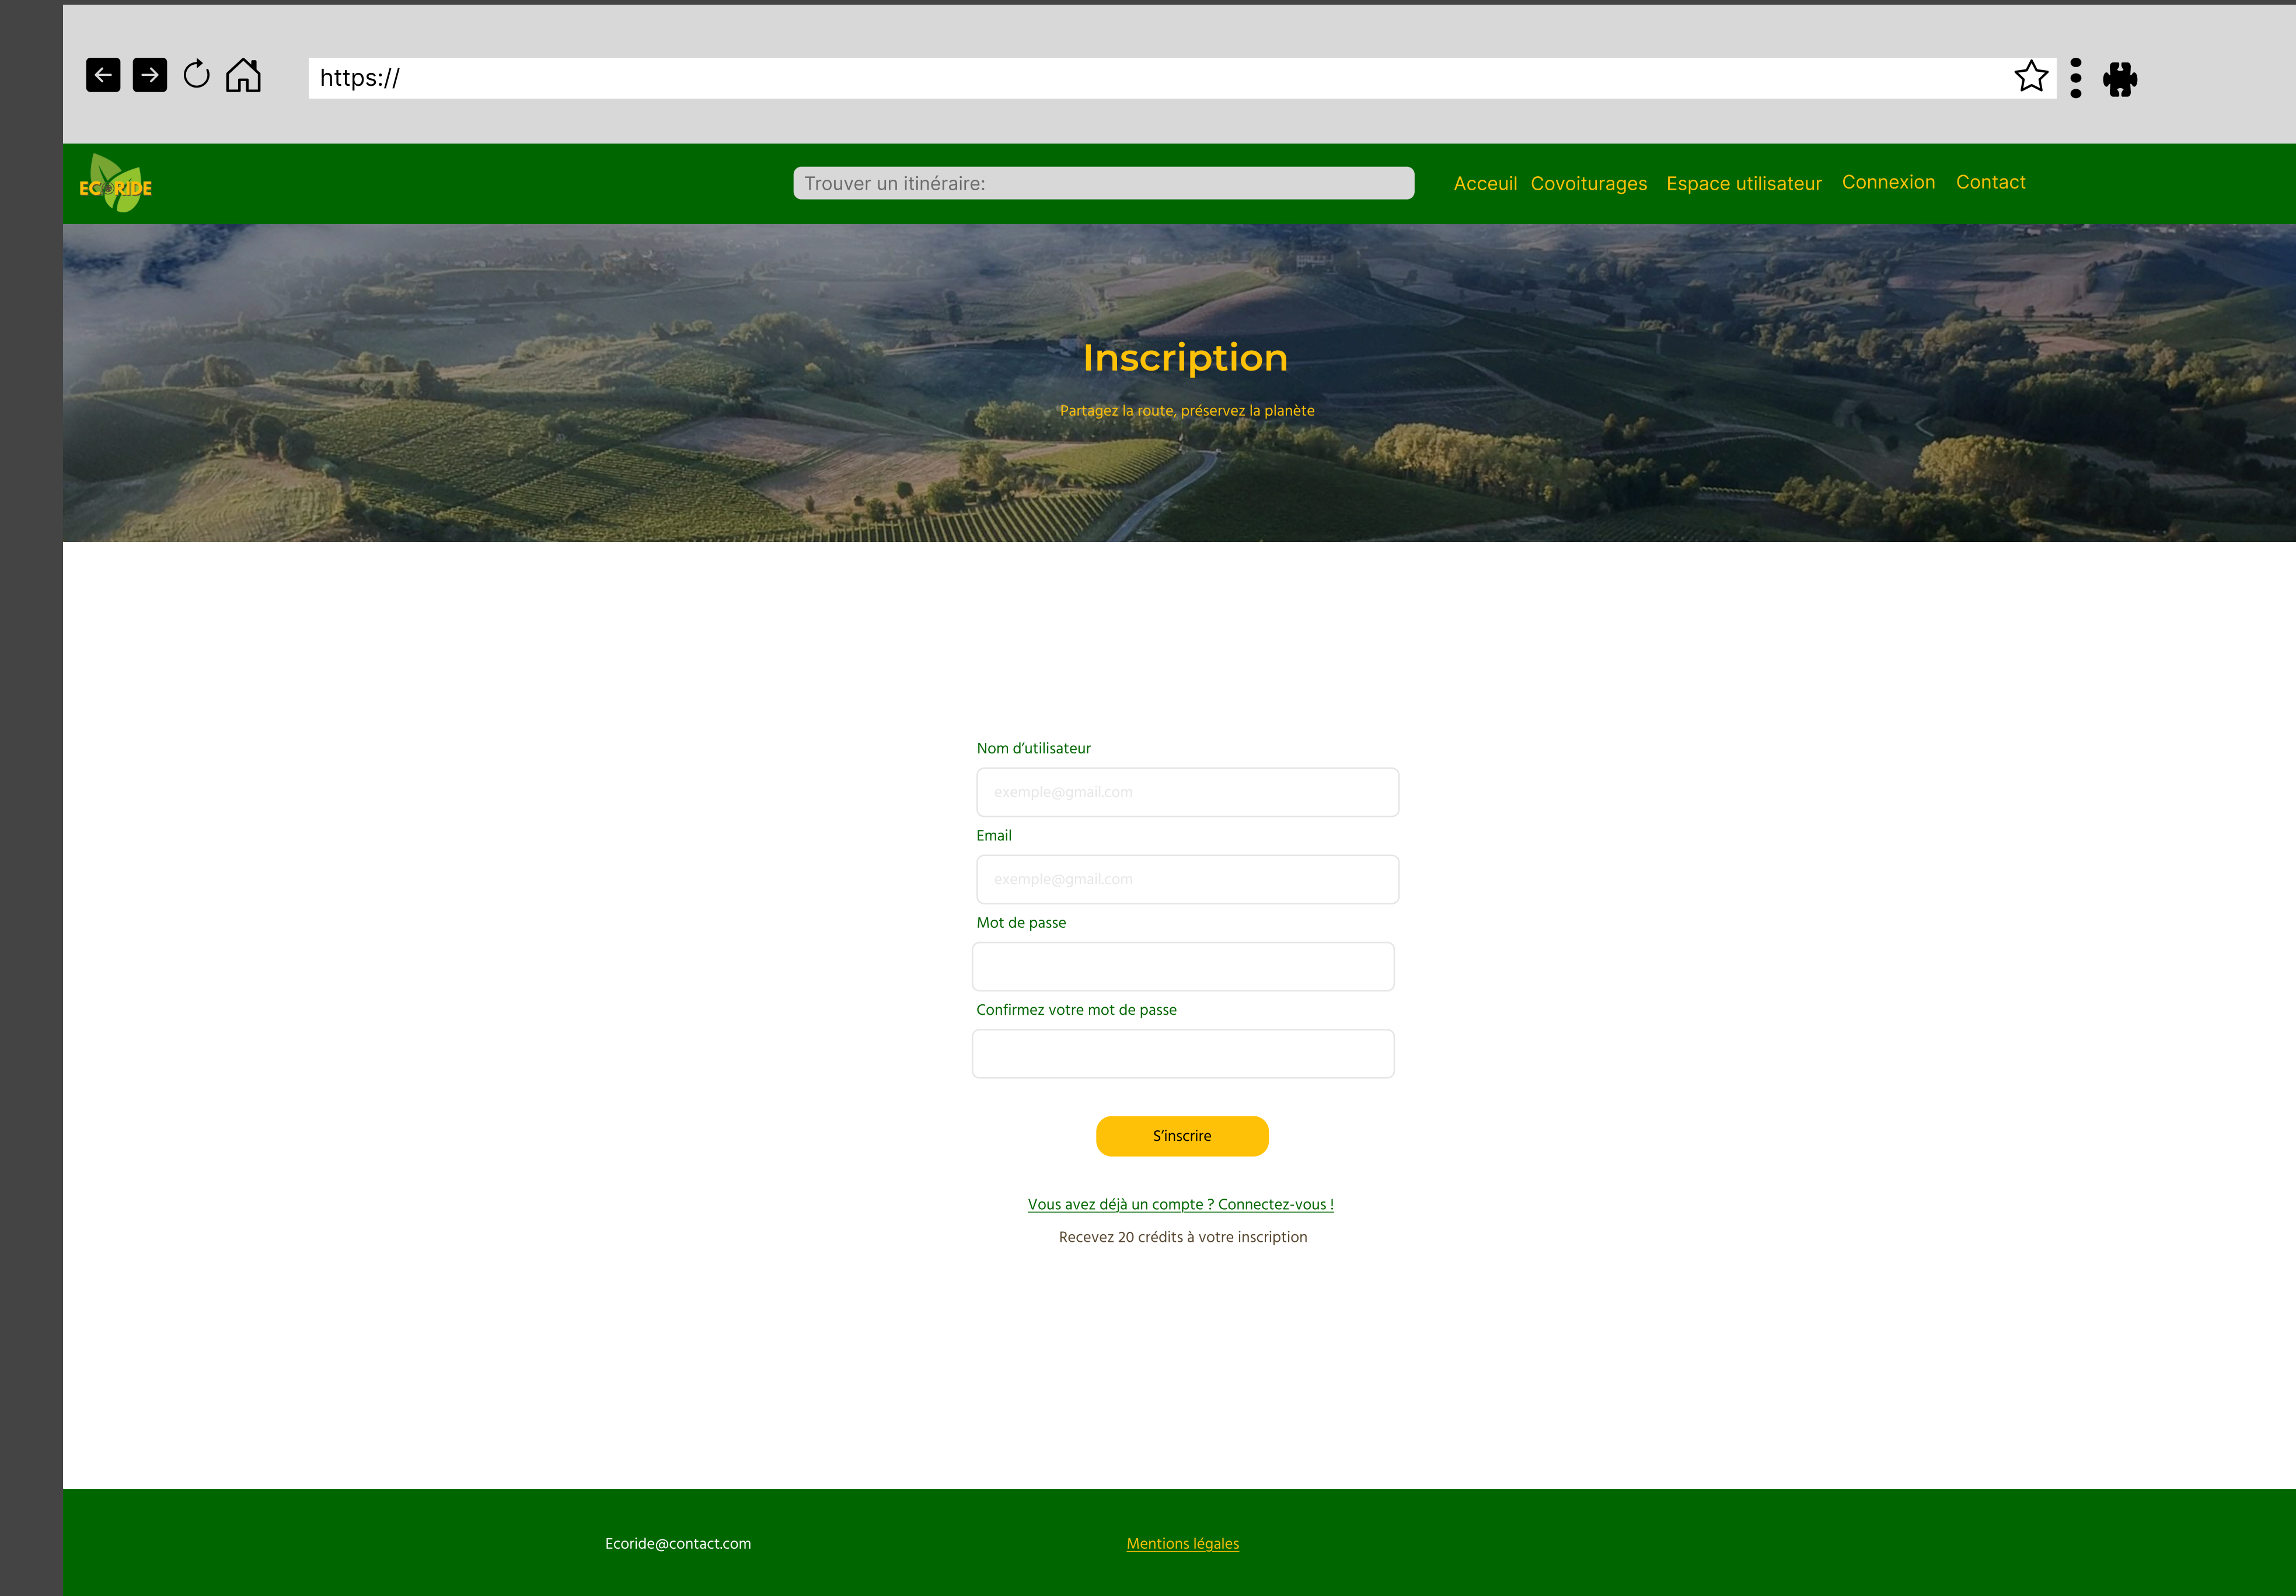 https://
ECORIDE
Trouver un itinéraire:
Acceuil Covoiturages Espace utilisateur Connexion Contact
Inscription
Partagez la route, préservez la planète
Nom d’utilisateur
exemple@gmail.com
Email
exemple@gmail.com
Mot de passe
Confirmez votre mot de passe
S’inscrire
Vous avez déjà un compte ? Connectez-vous !
Recevez 20 crédits à votre inscription
Ecoride@contact.com
Mentions légales